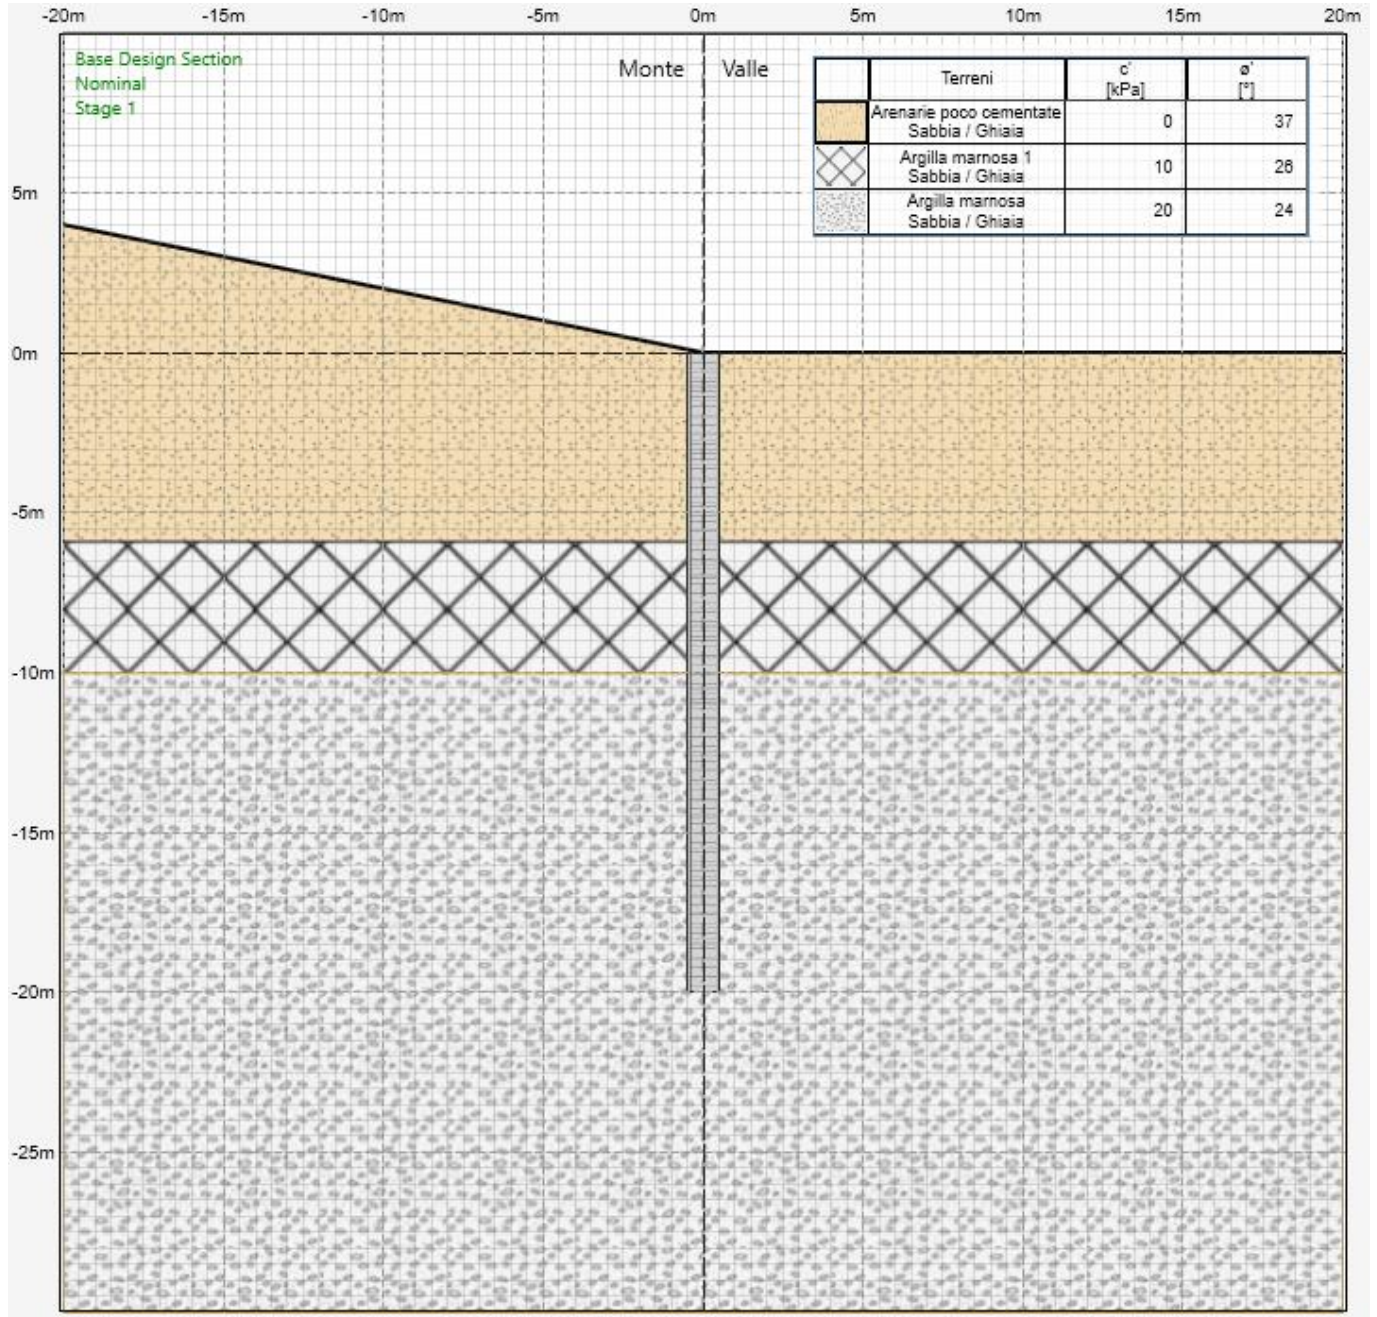 -20m -15m -10m -5m 0m 5m 10m 15m 20m
Base Design Section
Nominal
Stage 1
Monte Valle
Terreni c' ø'
[kPa] [°]
Arenarie poco cementate
Sabbia / Ghiaia 0 37
Argilla marnosa 1
Sabbia / Ghiaia 10 26
Argilla marnosa
Sabbia / Ghiaia 20 24
5m
0m
-5m
-10m
-15m
-20m
-25m